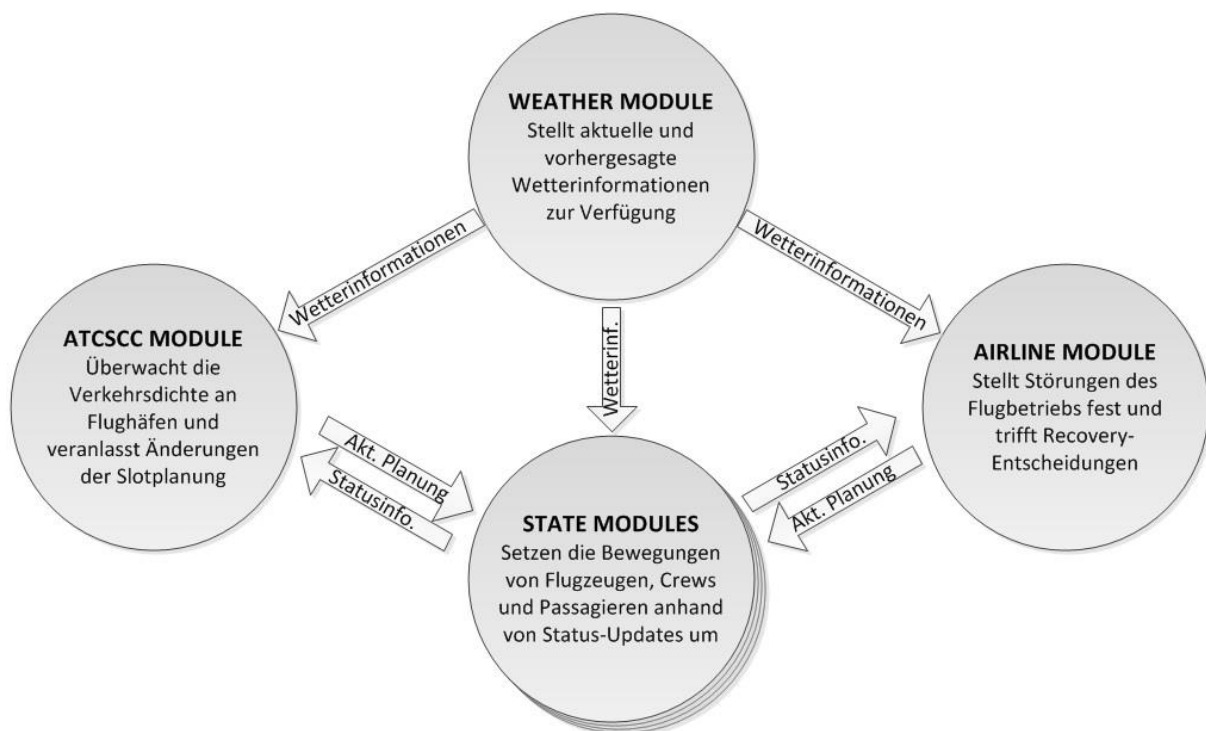 WEATHER MODULE
Stellt aktuelle und
vorhergesagte
Wetterinformationen
zur Verfügung
Wetterinformationen
Wetterinf.
Wetterinformationen
ATCSCC MODULE
Überwacht die
Verkehrsdichte an
Flughäfen und
veranlasst Änderungen
der Slotplanung
AIRLINE MODULE
Stellt Störungen des
Flugbetriebs fest und
trifft Recovery-
Entscheidungen
Akt. Planung
Statusinfo.
Statusinfo.
Akt. Planung
STATE MODULES
Setzen die Bewegungen
von Flugzeugen, Crews
und Passagieren anhand
von Status-Updates um